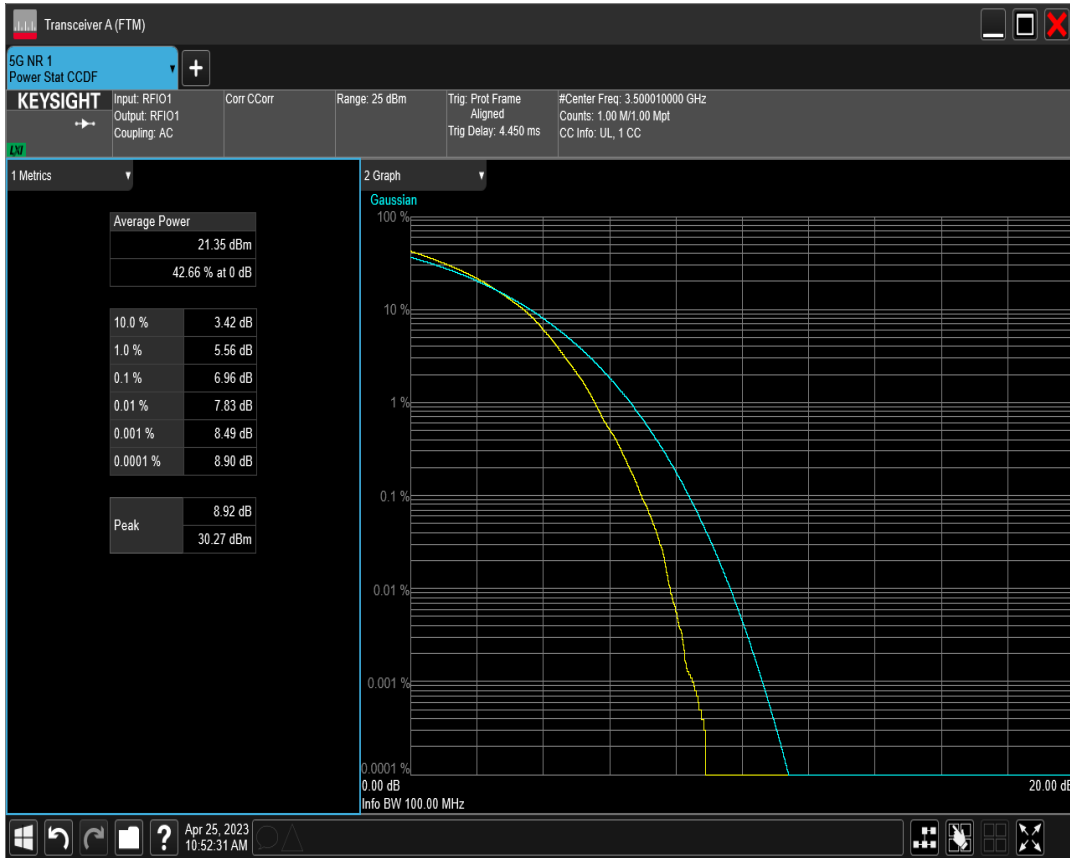 Transceiver A (FTM)
5G NR 1
Power Stat CCDF
+
KEYSIGHT
LXI
Input: RFIO1
Output: RFIO1
Coupling: AC
Corr CCorr
Range: 25 dBm
Trig: Prot Frame
Aligned
Trig Delay: 4.450 ms
#Center Freq: 3.500010000 GHz
Counts: 1.00 M/1.00 Mpt
CC Info: UL, 1 CC
1 Metrics
Average Power
21.35 dBm
42.66 % at 0 dB
10.0 % 3.42 dB
1.0 % 5.56 dB
0.1 % 6.96 dB
0.01 % 7.83 dB
0.001 % 8.49 dB
0.0001 % 8.90 dB
Peak
8.92 dB
30.27 dBm
2 Graph
Gaussian
100 %
10 %
1 %
0.1 %
0.01 %
0.001 %
0.0001 %
0.00 dB 20.00 dB
Info BW 100.00 MHz
?
Apr 25, 2023
10:52:31 AM